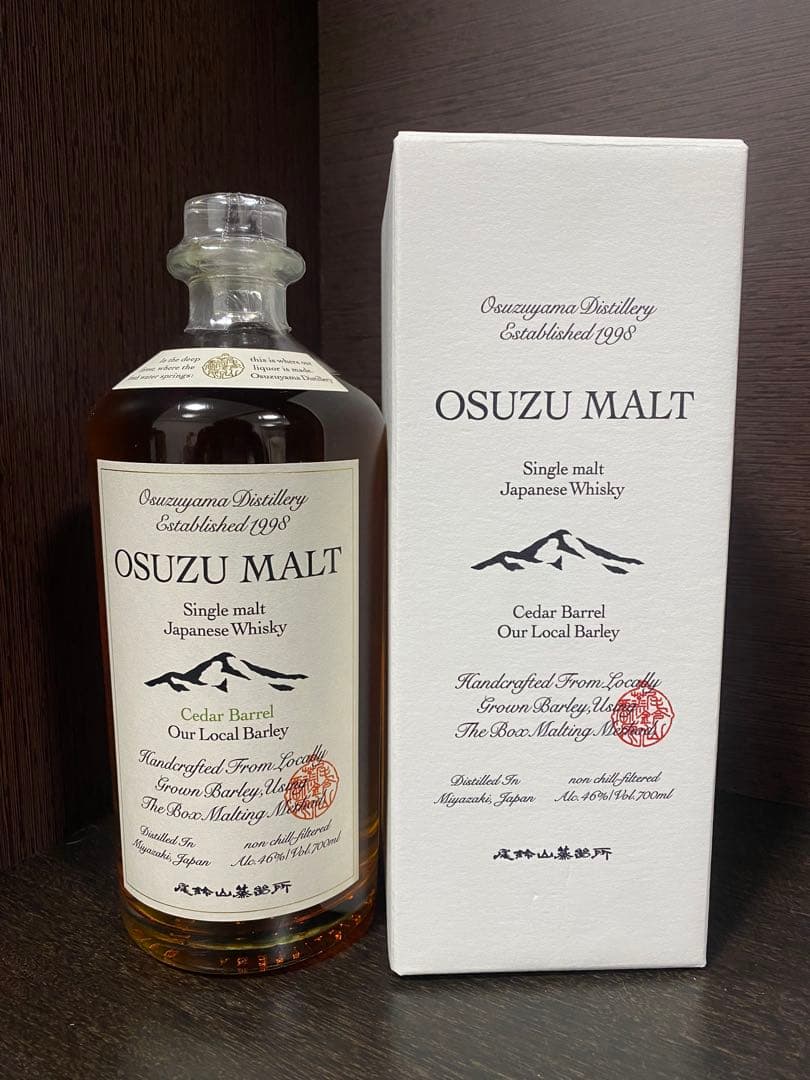 In the deep
where the
water springs:
this is where our
liquor is made.
Osuzuyama Distillery
Osuzuyama Distillery
Established 1998
OSUZU MALT
Single malt
Japanese Whisky
Cedar Barrel
Our Local Barley
Handcrafted From Locally
Grown Barley, Using
The Box Malting Method
Distilled In
Miyazaki, Japan
non chill-filtered
Alc. 46% | Vol. 700ml
尾鈴山蒸留所
Osuzuyama Distillery
Established 1998
OSUZU MALT
Single malt
Japanese Whisky
Cedar Barrel
Our Local Barley
Handcrafted From Locally
Grown Barley, Using
The Box Malting Method
Distilled In
Miyazaki, Japan
non chill-filtered
Alc. 46% | Vol. 700ml
尾鈴山蒸留所